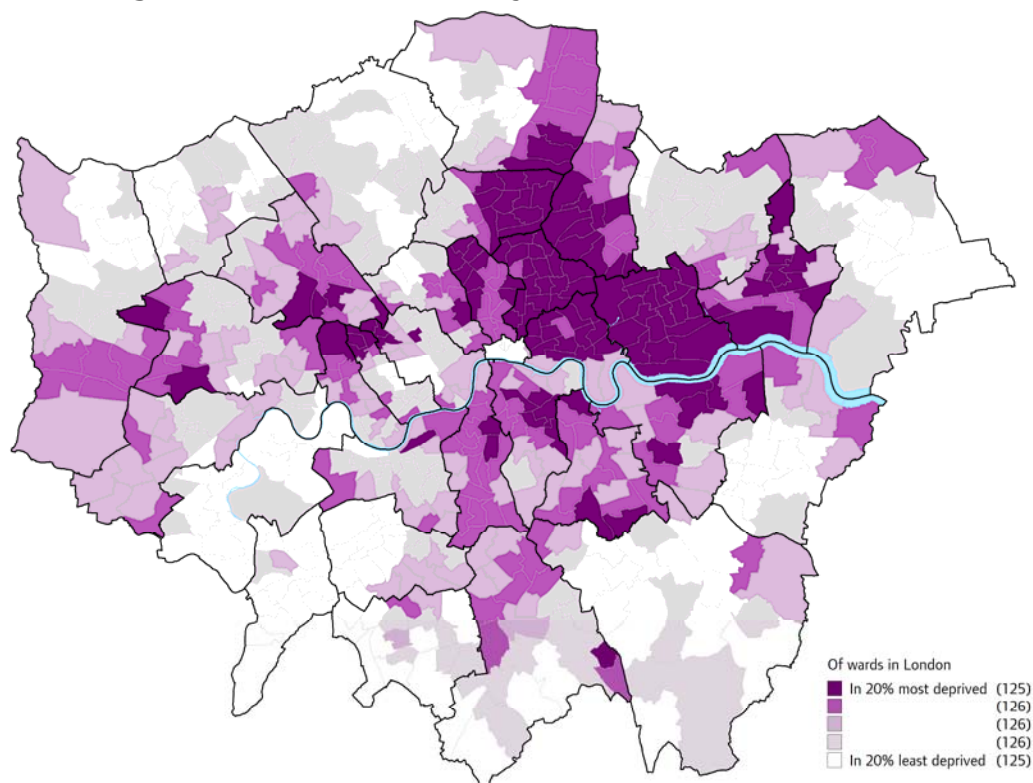 Of wards in London
In 20% most deprived (125)
(126)
(126)
(126)
In 20% least deprived (125)